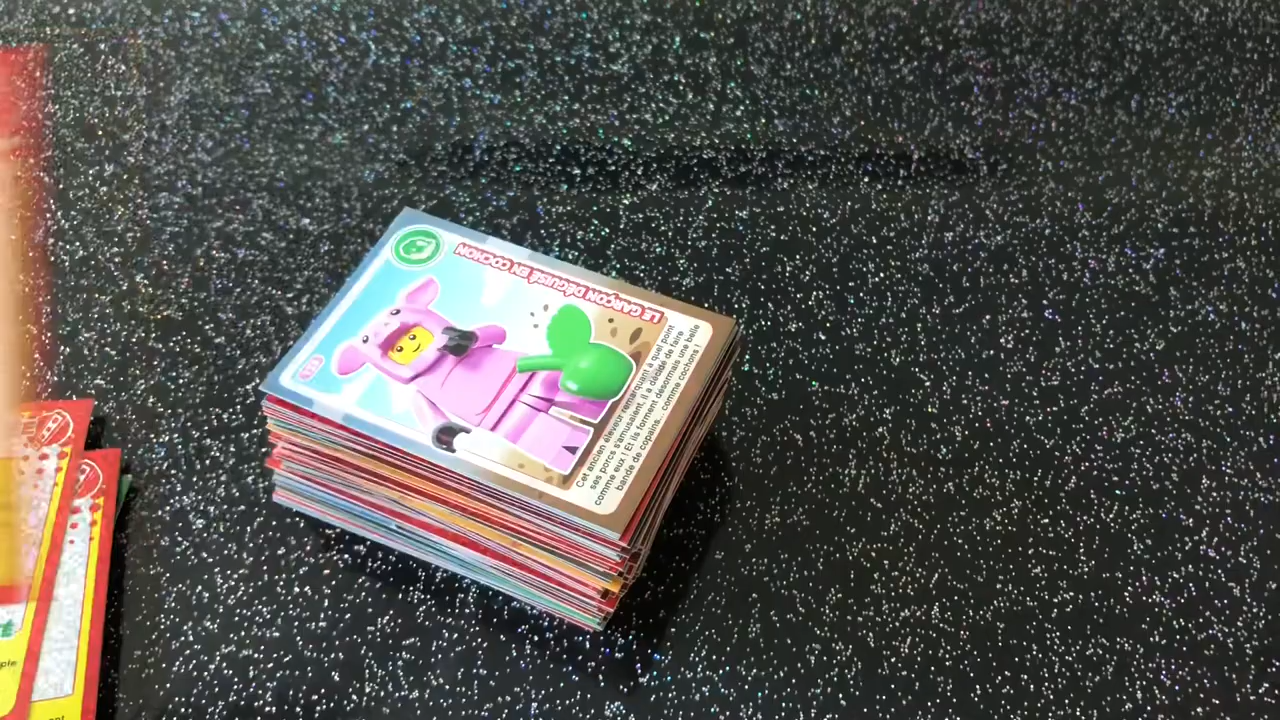 LE GARÇON DÉGUISÉ EN COCHON
Cet ancien éleveur remarquant à quel point
ses porcs s'amusaient, il a décidé de faire
comme eux ! Et ils forment désormais une belle
bande de copains... comme cochons !